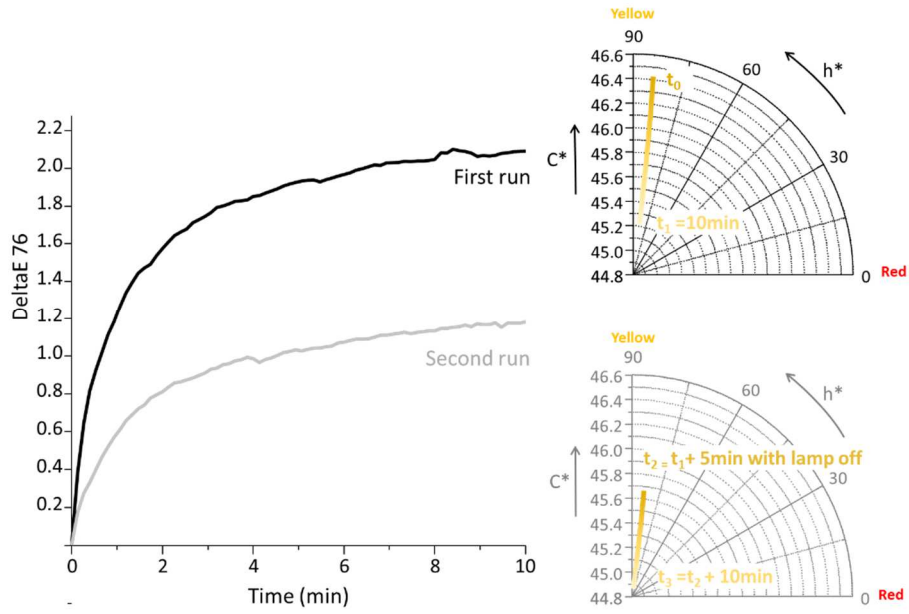 DeltaE 76
2.2
2.0
1.8
1.6
1.4
1.2
1.0
0.8
0.6
0.4
0.2
0 2 4 6 8 10
Time (min)
-
First run
Second run
Yellow
90
60
30
0 Red
h*
C*
46.6
46.4
46.2
46.0
45.8
45.6
45.4
45.2
45.0
44.8
t0
t1 =10min
Yellow
90
60
30
0 Red
h*
C*
46.6
46.4
46.2
46.0
45.8
45.6
45.4
45.2
45.0
44.8
t2 = t1+ 5min with lamp off
t3 =t2 + 10min